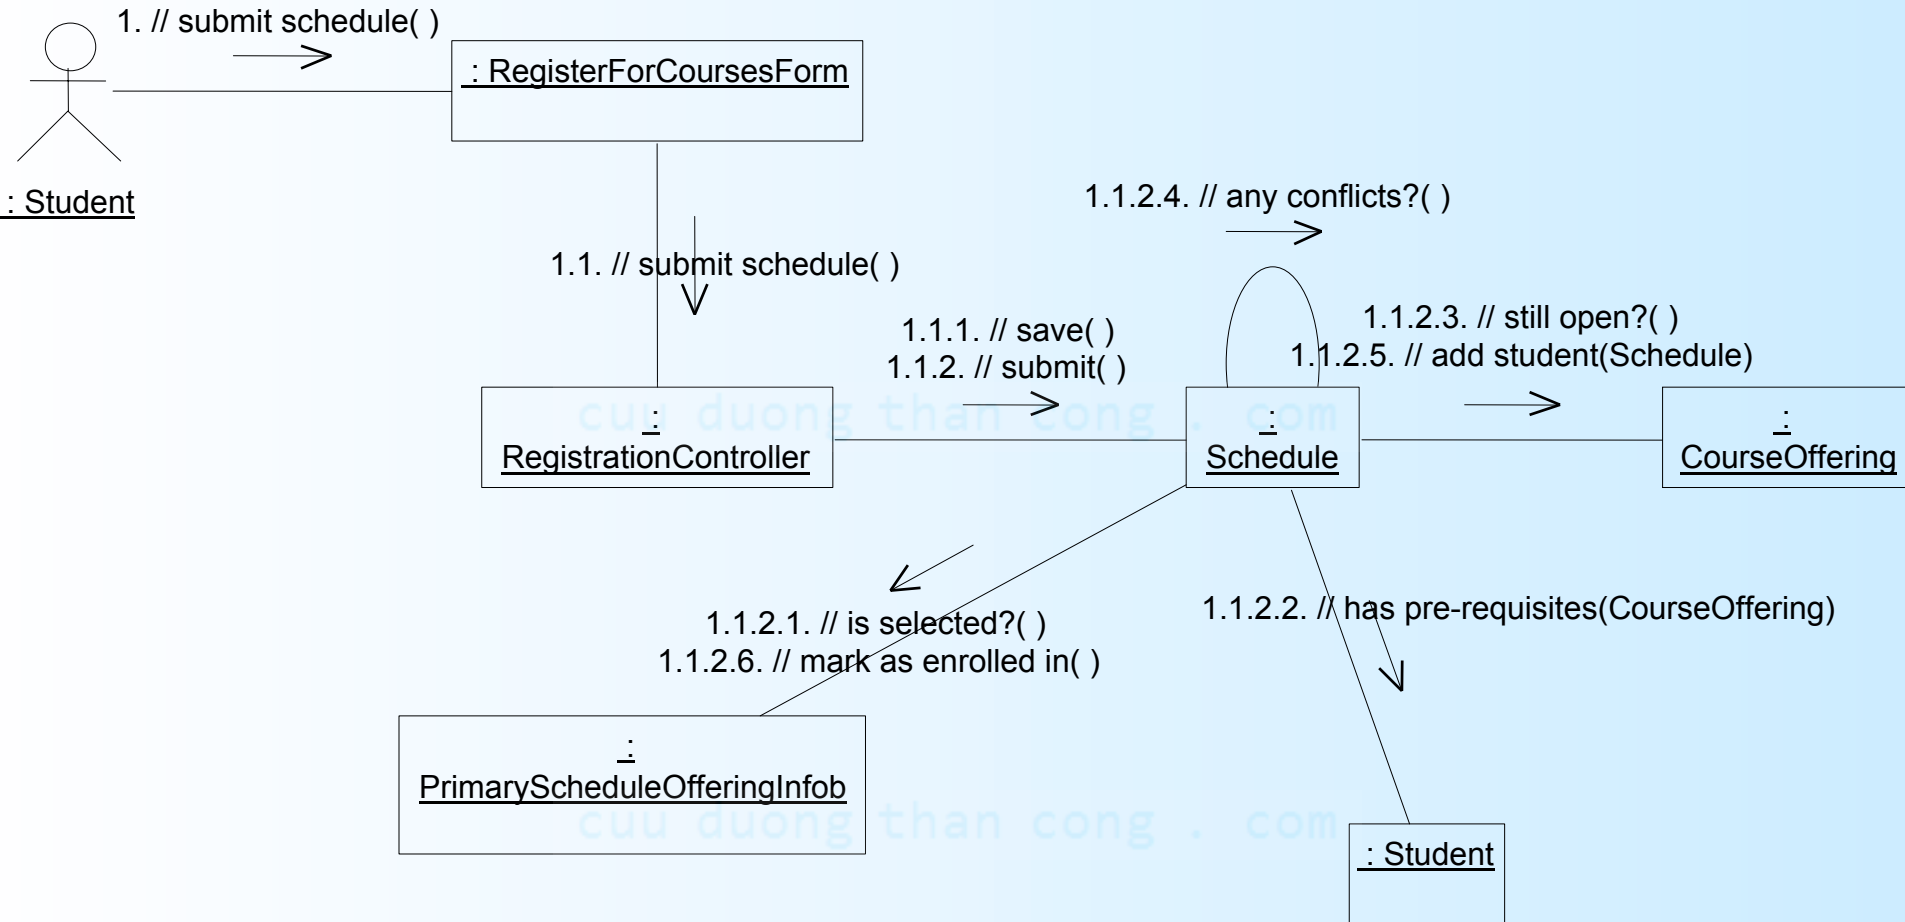 1. // submit schedule( )
: RegisterForCoursesForm
: Student
1.1.2.4. // any conflicts?( )
1.1. // submit schedule( )
1.1.1. // save( )
1.1.2. // submit( )
1.1.2.3. // still open?( )
1.1.2.5. // add student(Schedule)
:
RegistrationController
:
Schedule
:
CourseOffering
cuu duong than cong . com
1.1.2.1. // is selected?( )
1.1.2.6. // mark as enrolled in( )
1.1.2.2. // has pre-requisites(CourseOffering)
:
PrimaryScheduleOfferingInfob
cuu duong than cong . com
: Student